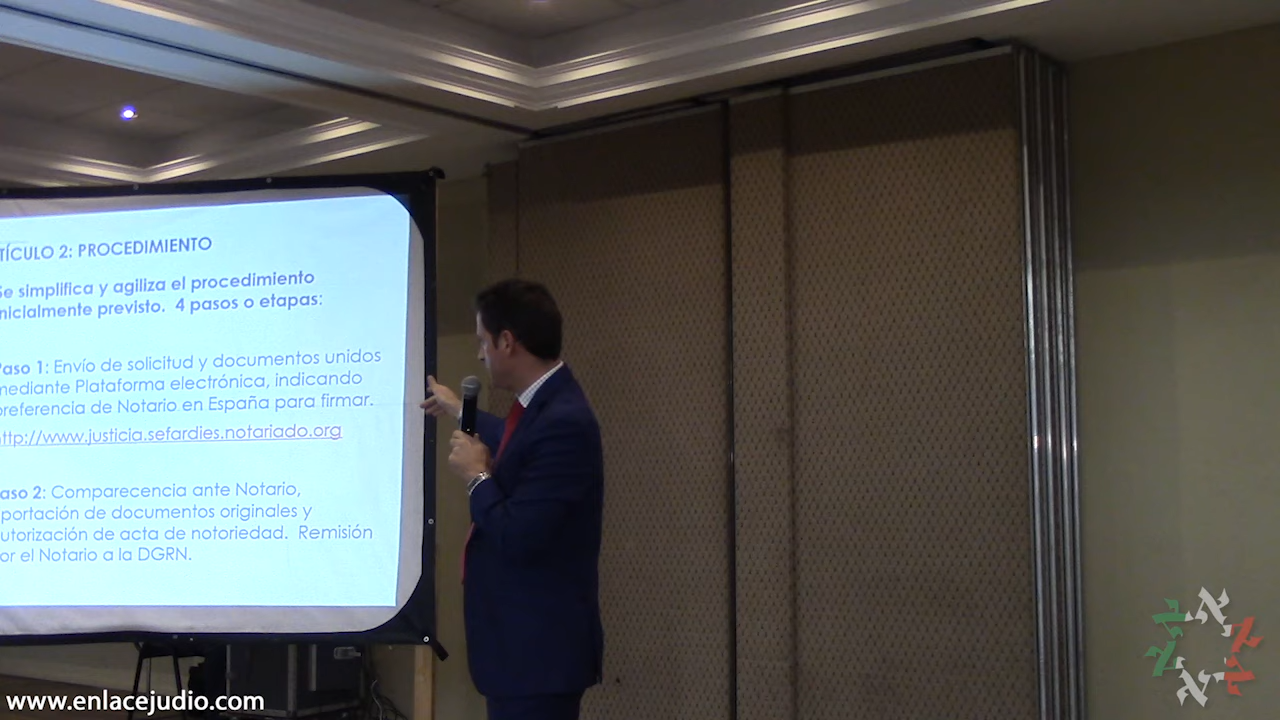 TÍCULO 2: PROCEDIMIENTO
Se simplifica y agiliza el procedimiento
nicialmente previsto. 4 pasos o etapas:
Paso 1: Envío de solicitud y documentos unidos
mediante Plataforma electrónica, indicando
preferencia de Notario en España para firmar.
ttp://www.justicia.sefardies.notariado.org
aso 2: Comparecencia ante Notario,
portación de documentos originales y
utorización de acta de notoriedad. Remisión
or el Notario a la DGRN.
www.enlacejudio.com